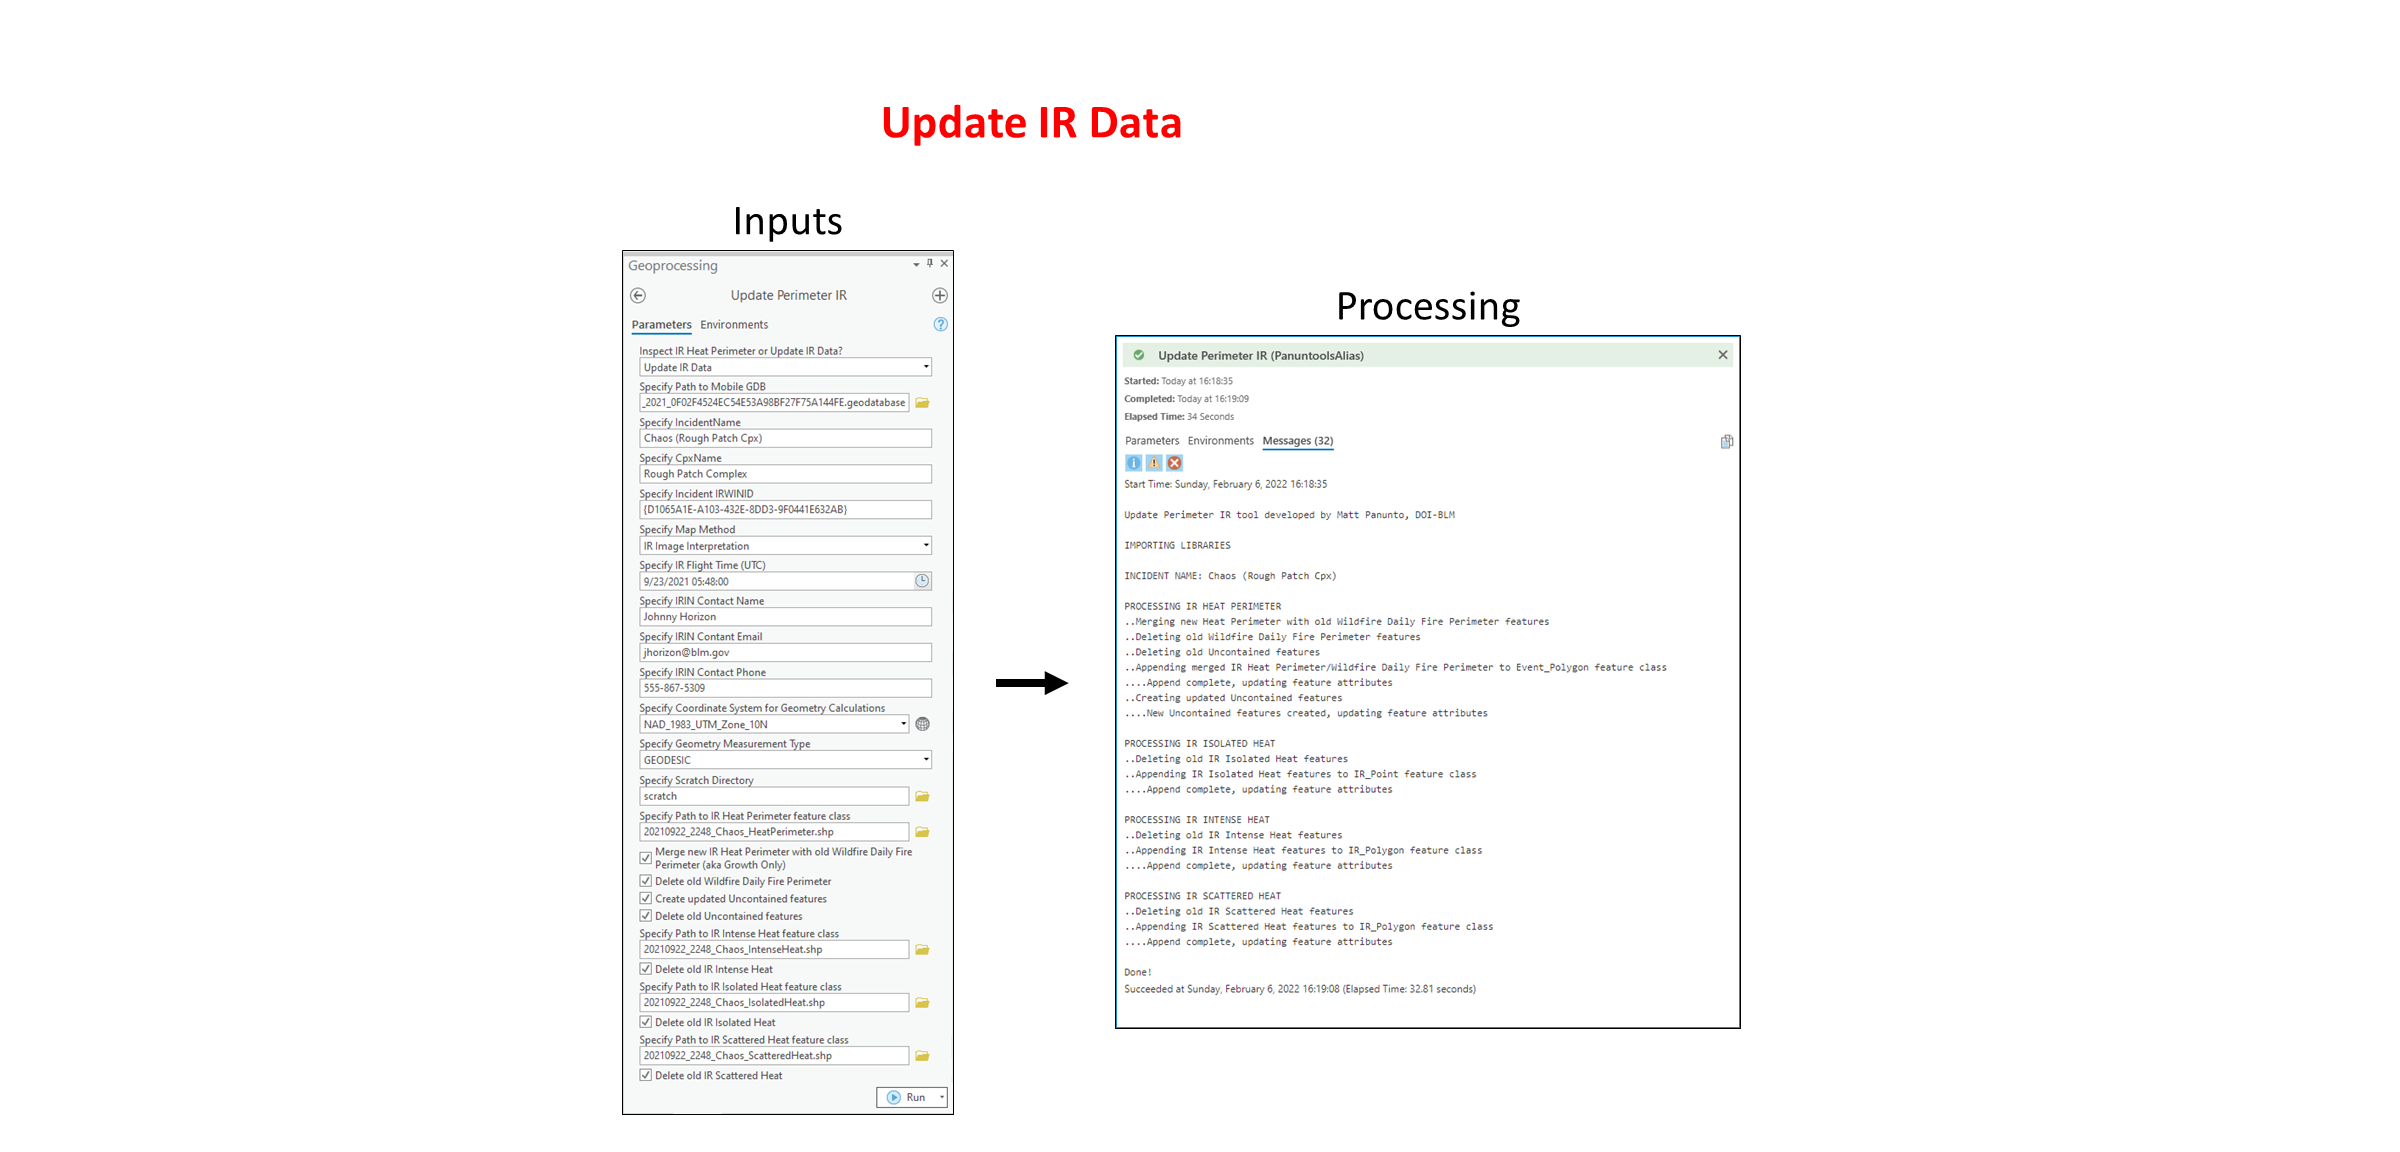 Update IR Data
Inputs
Geoprocessing
Update Perimeter IR
Parameters Environments
Inspect IR Heat Perimeter or Update IR Data?
Update IR Data
Specify Path to Mobile GDB
_2021_0F02F4524EC54E53A98BF27F75A144FE.geodatabase
Specify IncidentName
Chaos (Rough Patch Cpx)
Specify CpxName
Rough Patch Complex
Specify Incident IRWINID
{D1065A1E-A103-432E-8DD3-9F0441E632AB}
Specify Map Method
IR Image Interpretation
Specify IR Flight Time (UTC)
9/23/2021 05:48:00
Specify IRIN Contact Name
Johnny Horizon
Specify IRIN Contant Email
jhorizon@blm.gov
Specify IRIN Contact Phone
555-867-5309
Specify Coordinate System for Geometry Calculations
NAD_1983_UTM_Zone_10N
Specify Geometry Measurement Type
GEODESIC
Specify Scratch Directory
scratch
Specify Path to IR Heat Perimeter feature class
20210922_2248_Chaos_HeatPerimeter.shp
Merge new IR Heat Perimeter with old Wildfire Daily Fire
Perimeter (aka Growth Only)
Delete old Wildfire Daily Fire Perimeter
Create updated Uncontained features
Delete old Uncontained features
Specify Path to IR Intense Heat feature class
20210922_2248_Chaos_IntenseHeat.shp
Delete old IR Intense Heat
Specify Path to IR Isolated Heat feature class
20210922_2248_Chaos_IsolatedHeat.shp
Delete old IR Isolated Heat
Specify Path to IR Scattered Heat feature class
20210922_2248_Chaos_ScatteredHeat.shp
Delete old IR Scattered Heat
Run
Processing
Update Perimeter IR (PanuntoolsAlias)
Started: Today at 16:18:35
Completed: Today at 16:19:09
Elapsed Time: 34 Seconds
Parameters Environments Messages (32)
Start Time: Sunday, February 6, 2022 16:18:35
Update Perimeter IR tool developed by Matt Panunto, DOI-BLM
IMPORTING LIBRARIES
INCIDENT NAME: Chaos (Rough Patch Cpx)
PROCESSING IR HEAT PERIMETER
..Merging new Heat Perimeter with old Wildfire Daily Fire Perimeter features
..Deleting old Wildfire Daily Fire Perimeter features
..Deleting old Uncontained features
..Appending merged IR Heat Perimeter/Wildfire Daily Fire Perimeter to Event_Polygon feature class
....Append complete, updating feature attributes
..Creating updated Uncontained features
....New Uncontained features created, updating feature attributes
PROCESSING IR ISOLATED HEAT
..Deleting old IR Isolated Heat features
..Appending IR Isolated Heat features to IR_Point feature class
....Append complete, updating feature attributes
PROCESSING IR INTENSE HEAT
..Deleting old IR Intense Heat features
..Appending IR Intense Heat features to IR_Polygon feature class
....Append complete, updating feature attributes
PROCESSING IR SCATTERED HEAT
..Deleting old IR Scattered Heat features
..Appending IR Scattered Heat features to IR_Polygon feature class
....Append complete, updating feature attributes
Done!
Succeeded at Sunday, February 6, 2022 16:19:08 (Elapsed Time: 32.81 seconds)